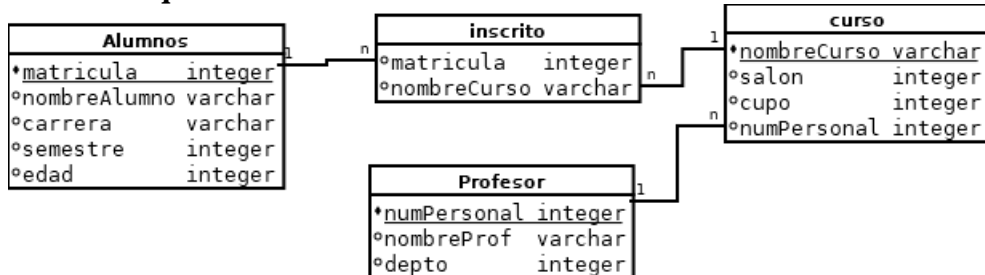 Alumnos
matricula integer
nombreAlumno varchar
carrera varchar
semestre integer
edad integer
1
n
inscrito
matricula integer
nombreCurso varchar
n
1
curso
nombreCurso varchar
salon integer
cupo integer
numPersonal integer
n
1
Profesor
numPersonal integer
nombreProf varchar
depto integer